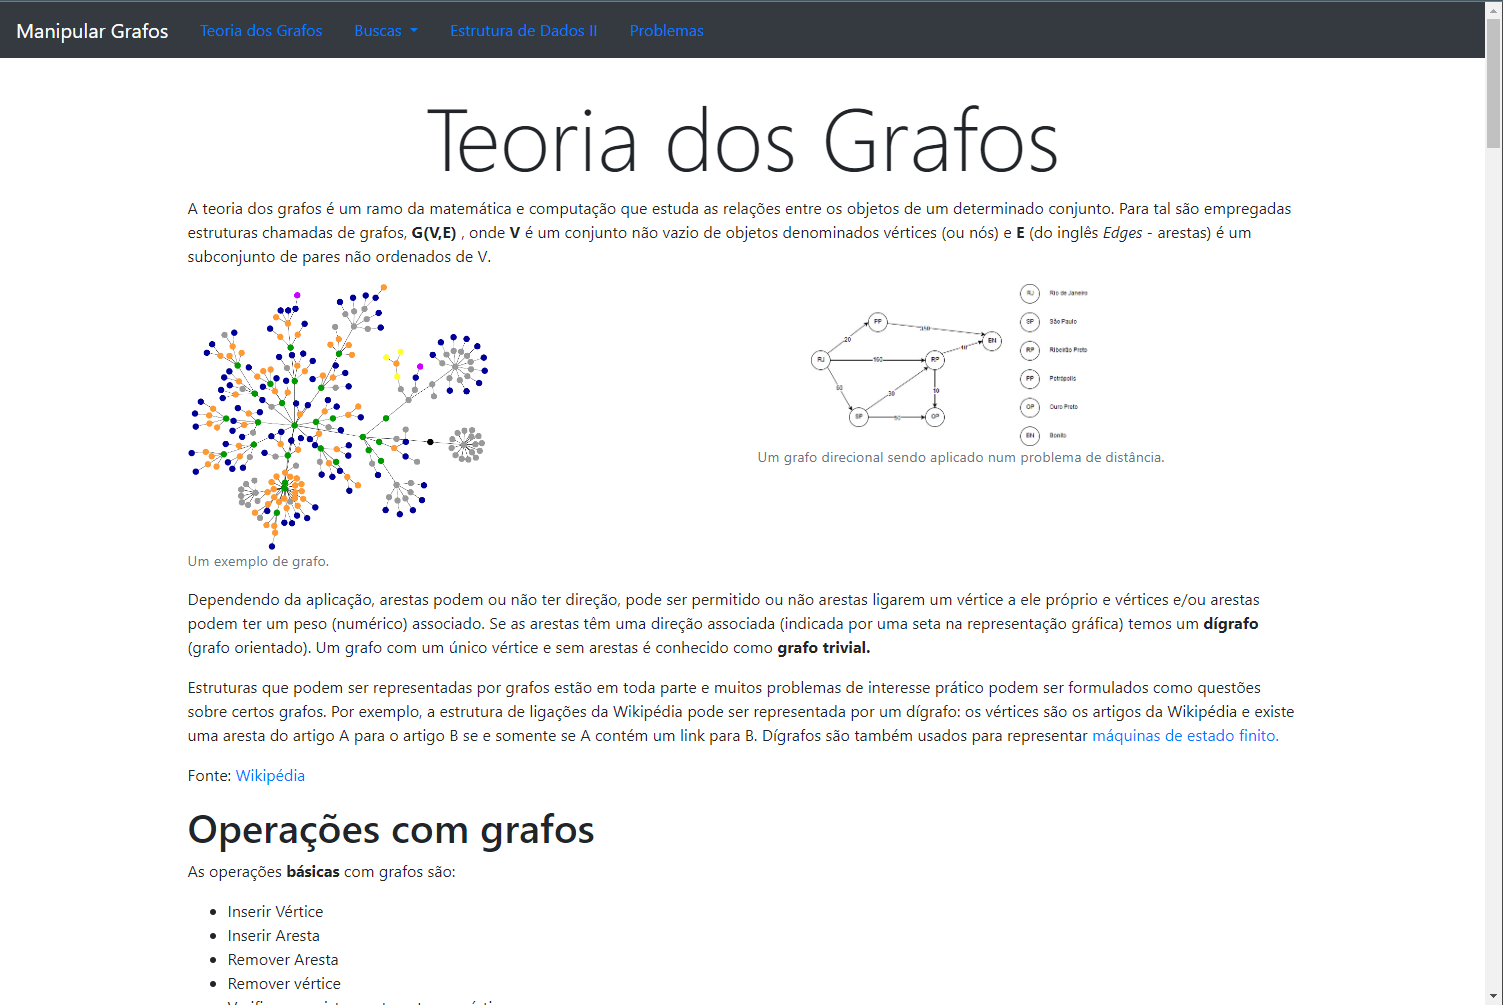 Manipular Grafos Teoria dos Grafos Buscas Estrutura de Dados II Problemas
Teoria dos Grafos
A teoria dos grafos é um ramo da matemática e computação que estuda as relações entre os objetos de um determinado conjunto. Para tal são empregadas
estruturas chamadas de grafos, G(V,E) , onde V é um conjunto não vazio de objetos denominados vértices (ou nós) e E (do inglês Edges - arestas) é um
subconjunto de pares não ordenados de V.
RJ Rio de Janeiro
SP São Paulo
RP Ribeirão Preto
PP Petrópolis
OP Ouro Preto
EN Bonito
PP
EN
20
RJ
150
RP
30
SP
OP
Um grafo direcional sendo aplicado num problema de distância.
Um exemplo de grafo.
Dependendo da aplicação, arestas podem ou não ter direção, pode ser permitido ou não arestas ligarem um vértice a ele próprio e vértices e/ou arestas
podem ter um peso (numérico) associado. Se as arestas têm uma direção associada (indicada por uma seta na representação gráfica) temos um dígrafo
(grafo orientado). Um grafo com um único vértice e sem arestas é conhecido como grafo trivial.
Estruturas que podem ser representadas por grafos estão em toda parte e muitos problemas de interesse prático podem ser formulados como questões
sobre certos grafos. Por exemplo, a estrutura de ligações da Wikipédia pode ser representada por um dígrafo: os vértices são os artigos da Wikipédia e existe
uma aresta do artigo A para o artigo B se e somente se A contém um link para B. Dígrafos são também usados para representar máquinas de estado finito.
Fonte: Wikipédia
Operações com grafos
As operações básicas com grafos são:
Inserir Vértice
Inserir Aresta
Remover Aresta
Remover vértice